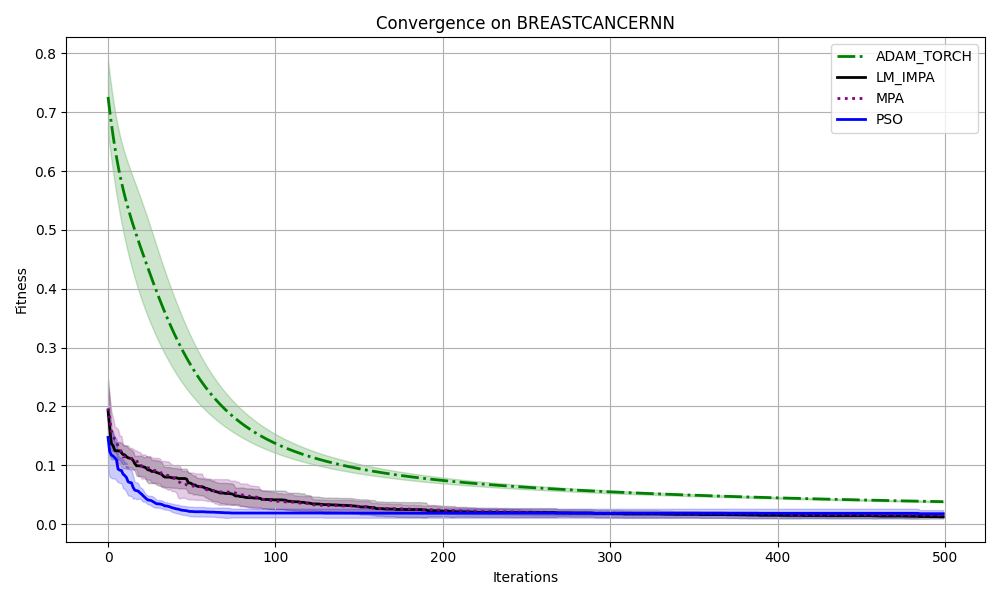 Convergence on BREASTCANCERNN
ADAM_TORCH
LM_IMPA
MPA
PSO
Fitness
0.8
0.7
0.6
0.5
0.4
0.3
0.2
0.1
0.0
0
100
200
300
400
500
Iterations